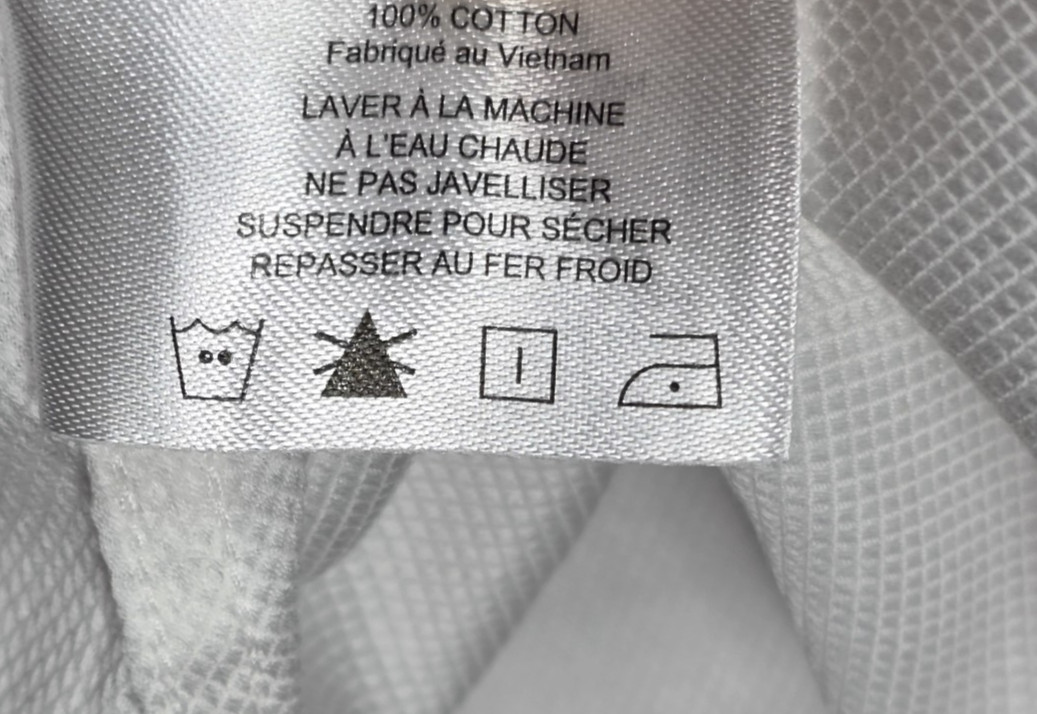 100% COTTON
Fabriqué au Vietnam
LAVER À LA MACHINE
À L'EAU CHAUDE
NE PAS JAVELLISER
SUSPENDRE POUR SÉCHER
REPASSER AU FER FROID